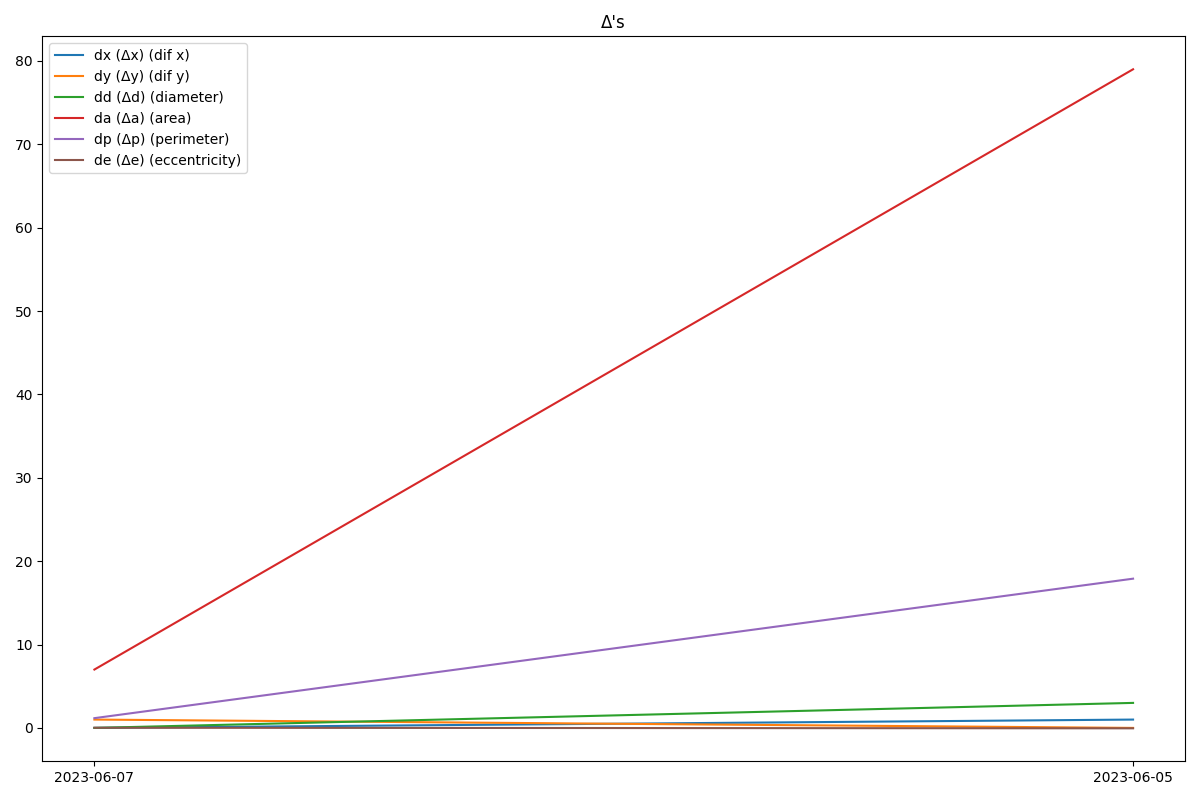 Δ's
dx (Δx) (dif x)
dy (Δy) (dif y)
dd (Δd) (diameter)
da (Δa) (area)
dp (Δp) (perimeter)
de (Δe) (eccentricity)
80
70
60
50
40
30
20
10
0
2023-06-07 2023-06-05